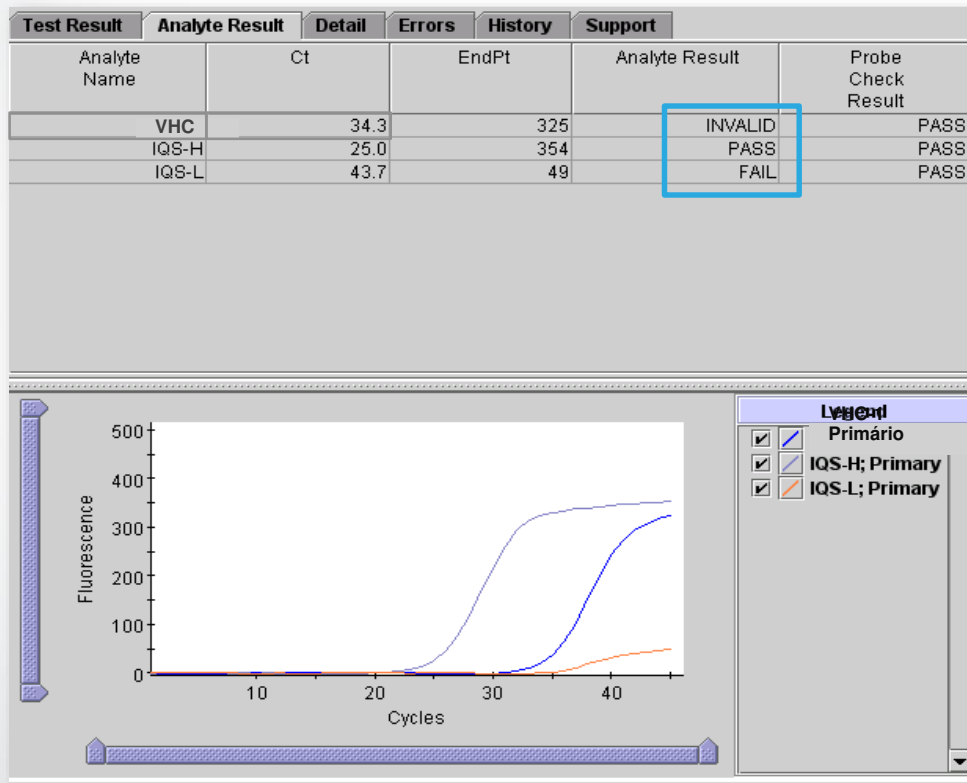 Test Result Analyte Result Detail Errors History Support
Analyte Name Ct EndPt Analyte Result Probe Check Result
VHC 34.3 325 INVALID PASS
IQS-H 25.0 354 PASS PASS
IQS-L 43.7 49 FAIL PASS
500
400
300
200
100
0
Fluorescence
10 20 30 40
Cycles
Legend
Primário
IQS-H; Primary
IQS-L; Primary